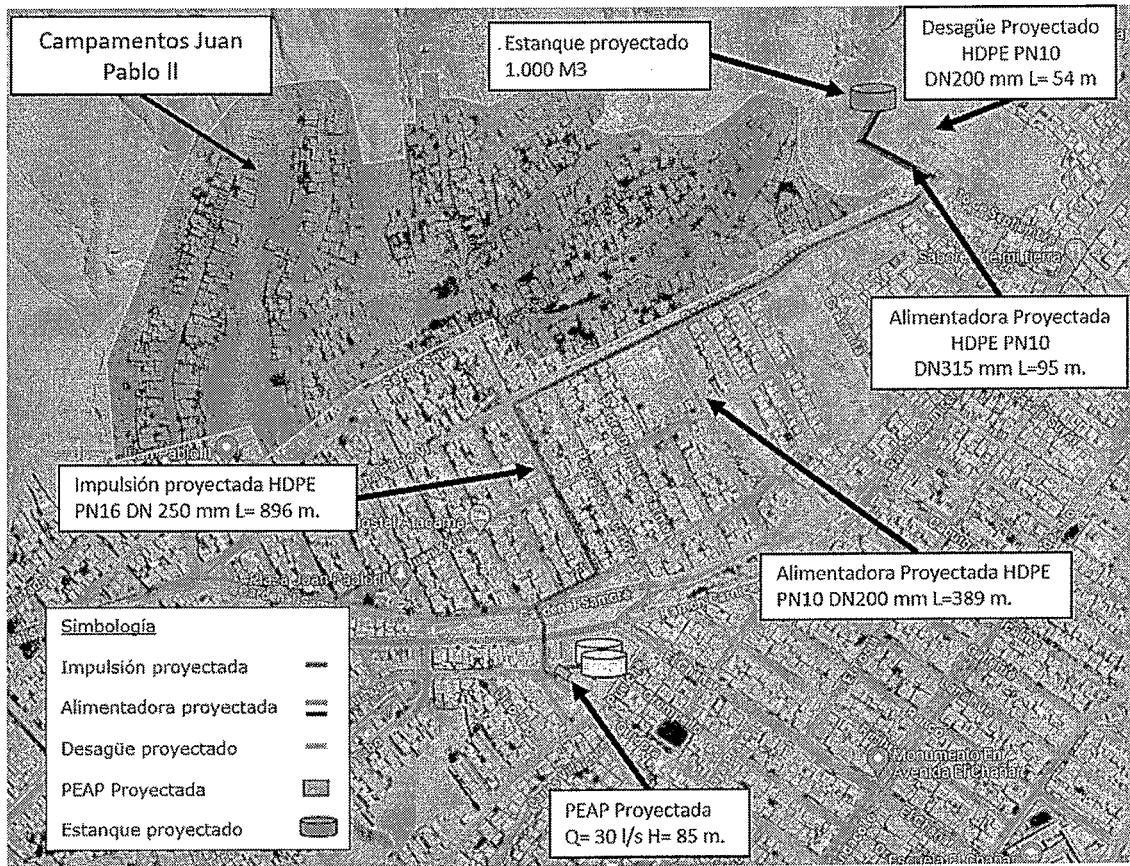 Campamentos Juan
Pablo II
. Estanque proyectado
1.000 M3
Desagüe Proyectado
HDPE PN10
DN200 mm L= 54 m
Alimentadora Proyectada
HDPE PN10
DN315 mm L=95 m.
Impulsión proyectada HDPE
PN16 DN 250 mm L= 896 m.
Alimentadora Proyectada HDPE
PN10 DN200 mm L=389 m.
Simbología
Impulsión proyectada
Alimentadora proyectada
Desagüe proyectado
PEAP Proyectada
Estanque proyectado
PEAP Proyectada
Q= 30 l/s H= 85 m.
Monumento En
Avenida El Chañar